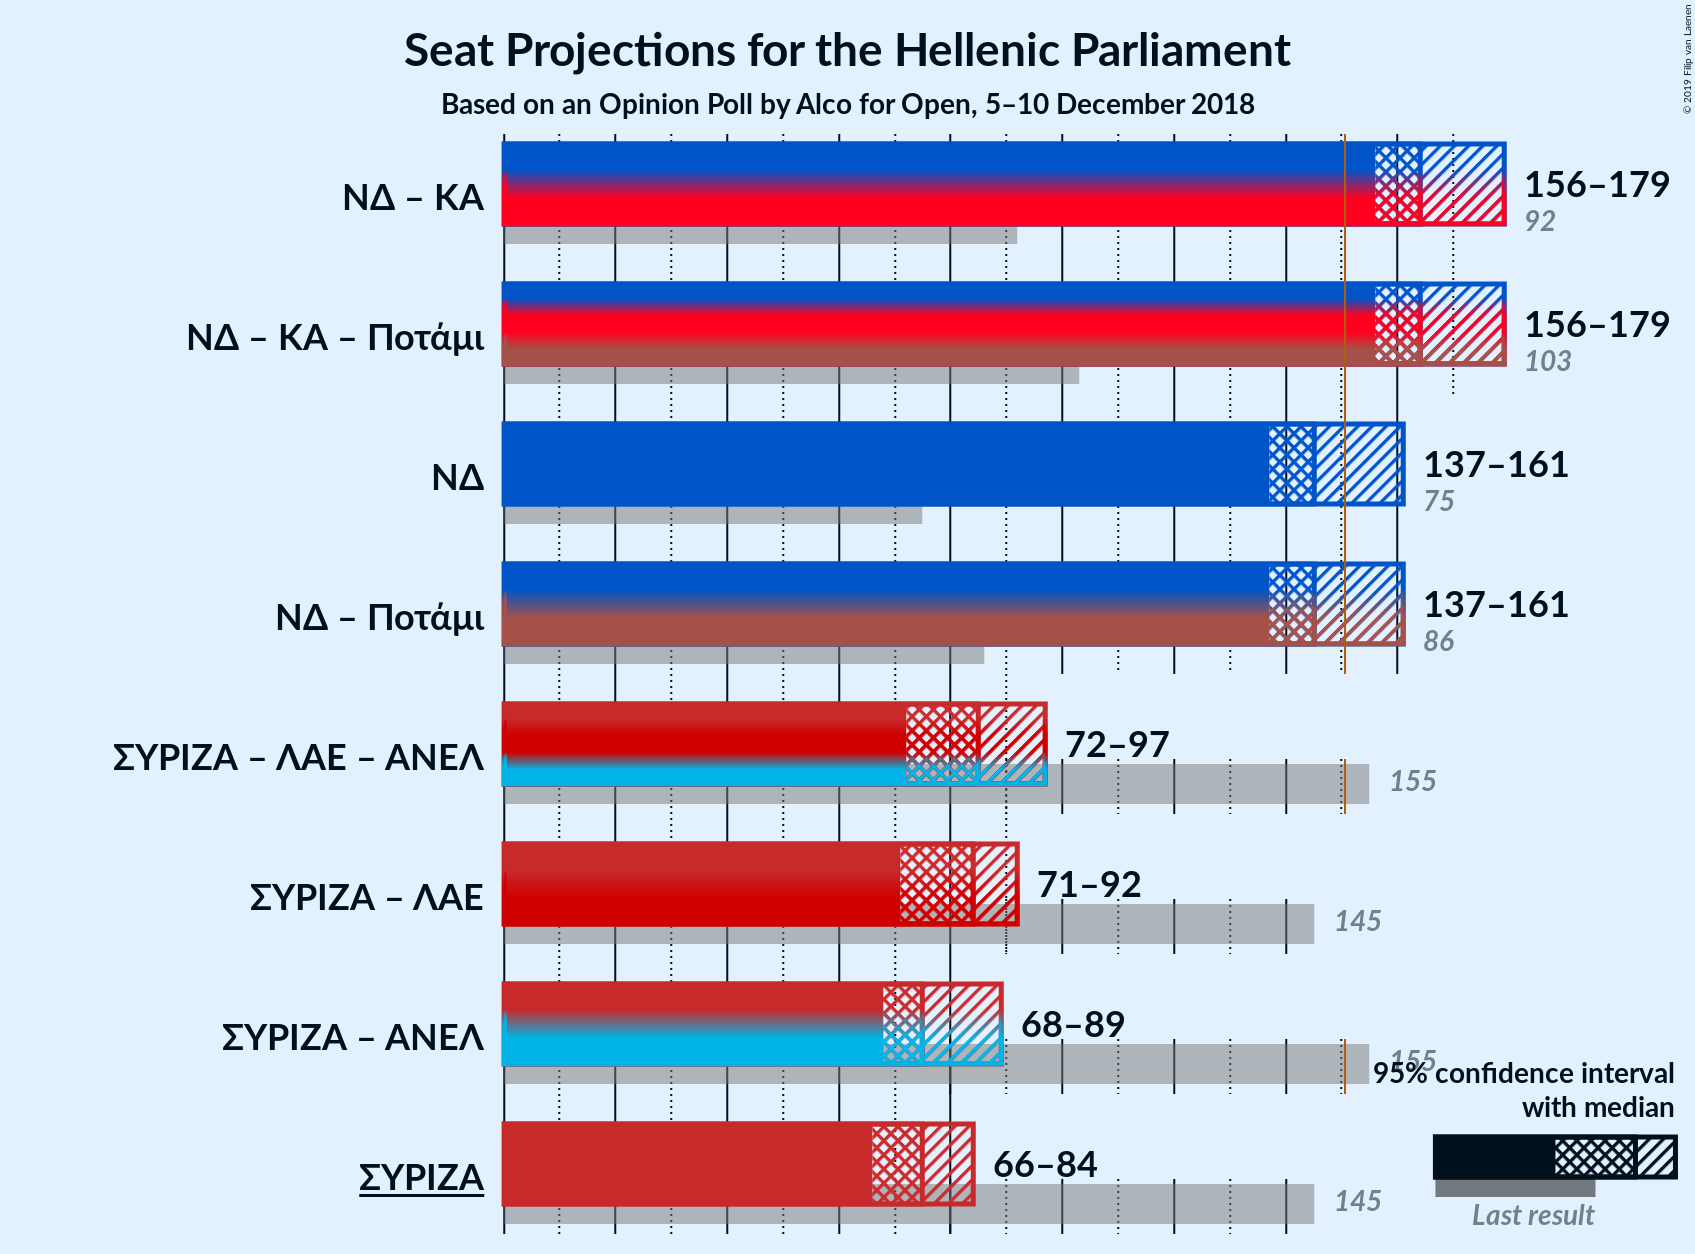 Seat Projections for the Hellenic Parliament
Based on an Opinion Poll by Alco for Open, 5–10 December 2018
© 2019 Filip van Laenen
ΝΔ – ΚΑ
156–179
92
ΝΔ – ΚΑ – Ποτάμι
156–179
103
ΝΔ
137–161
75
ΝΔ – Ποτάμι
137–161
86
ΣΥΡΙΖΑ – ΛΑΕ – ΑΝΕΛ
72–97
155
ΣΥΡΙΖΑ – ΛΑΕ
71–92
145
ΣΥΡΙΖΑ – ΑΝΕΛ
68–89
155
ΣΥΡΙΖΑ
66–84
145
95% confidence interval
with median
Last result